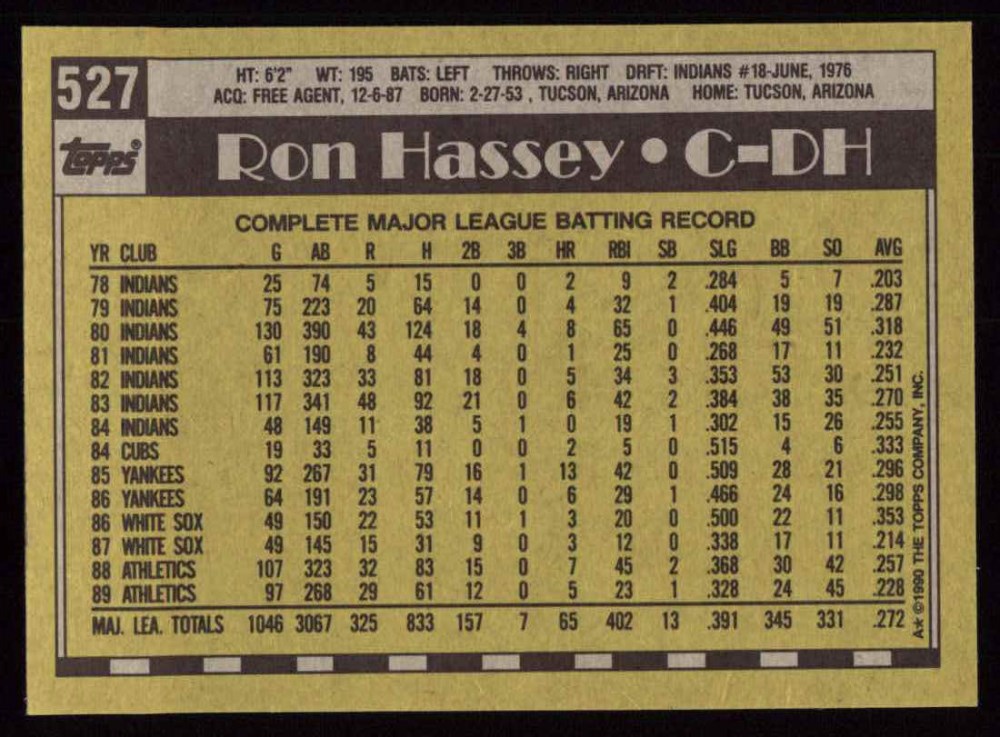 527
HT: 6'2" WT: 195 BATS: LEFT THROWS: RIGHT DRFT: INDIANS #18-JUNE, 1976
ACQ: FREE AGENT, 12-6-87 BORN: 2-27-53 , TUCSON, ARIZONA HOME: TUCSON, ARIZONA
topps®
Ron Hassey • C-DH
COMPLETE MAJOR LEAGUE BATTING RECORD
YR CLUB G AB R H 2B 3B HR RBI SB SLG BB SO AVG
78 INDIANS 25 74 5 15 0 0 2 9 2 .284 5 7 .203
79 INDIANS 75 223 20 64 14 0 4 32 1 .404 19 19 .287
80 INDIANS 130 390 43 124 18 4 8 65 0 .446 49 51 .318
81 INDIANS 61 190 8 44 4 0 1 25 0 .268 17 11 .232
82 INDIANS 113 323 33 81 18 0 5 34 3 .353 53 30 .251
83 INDIANS 117 341 48 92 21 0 6 42 2 .384 38 35 .270
84 INDIANS 48 149 11 38 5 1 0 19 1 .302 15 26 .255
84 CUBS 19 33 5 11 0 0 2 5 0 .515 4 6 .333
85 YANKEES 92 267 31 79 16 1 13 42 0 .509 28 21 .296
86 YANKEES 64 191 23 57 14 0 6 29 1 .466 24 16 .298
86 WHITE SOX 49 150 22 53 11 1 3 20 0 .500 22 11 .353
87 WHITE SOX 49 145 15 31 9 0 3 12 0 .338 17 11 .214
88 ATHLETICS 107 323 32 83 15 0 7 45 2 .368 30 42 .257
89 ATHLETICS 97 268 29 61 12 0 5 23 1 .328 24 45 .228
MAJ. LEA. TOTALS 1046 3067 325 833 157 7 65 402 13 .391 345 331 .272
A* ©1990 THE TOPPS COMPANY, INC.